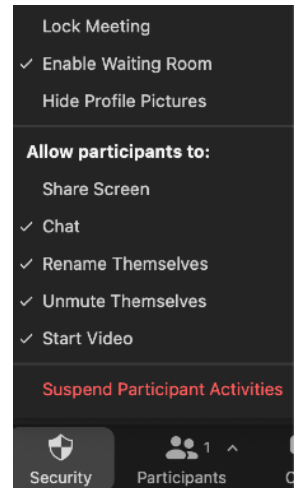 Lock Meeting
✓ Enable Waiting Room
Hide Profile Pictures
Allow participants to:
Share Screen
✓ Chat
✓ Rename Themselves
✓ Unmute Themselves
✓ Start Video
Suspend Participant Activities
1
Security Participants